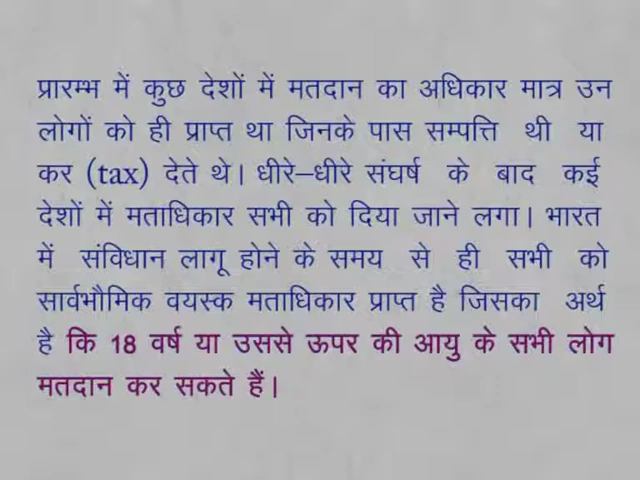 प्रारम्भ में कुछ देशों में मतदान का अधिकार मात्र उन
लोगों को ही प्राप्त था जिनके पास सम्पत्ति थी या
कर (tax) देते थे। धीरे–धीरे संघर्ष के बाद कई
देशों में मताधिकार सभी को दिया जाने लगा। भारत
में संविधान लागू होने के समय से ही सभी को
सार्वभौमिक वयस्क मताधिकार प्राप्त है जिसका अर्थ
है कि 18 वर्ष या उससे ऊपर की आयु के सभी लोग
मतदान कर सकते हैं।